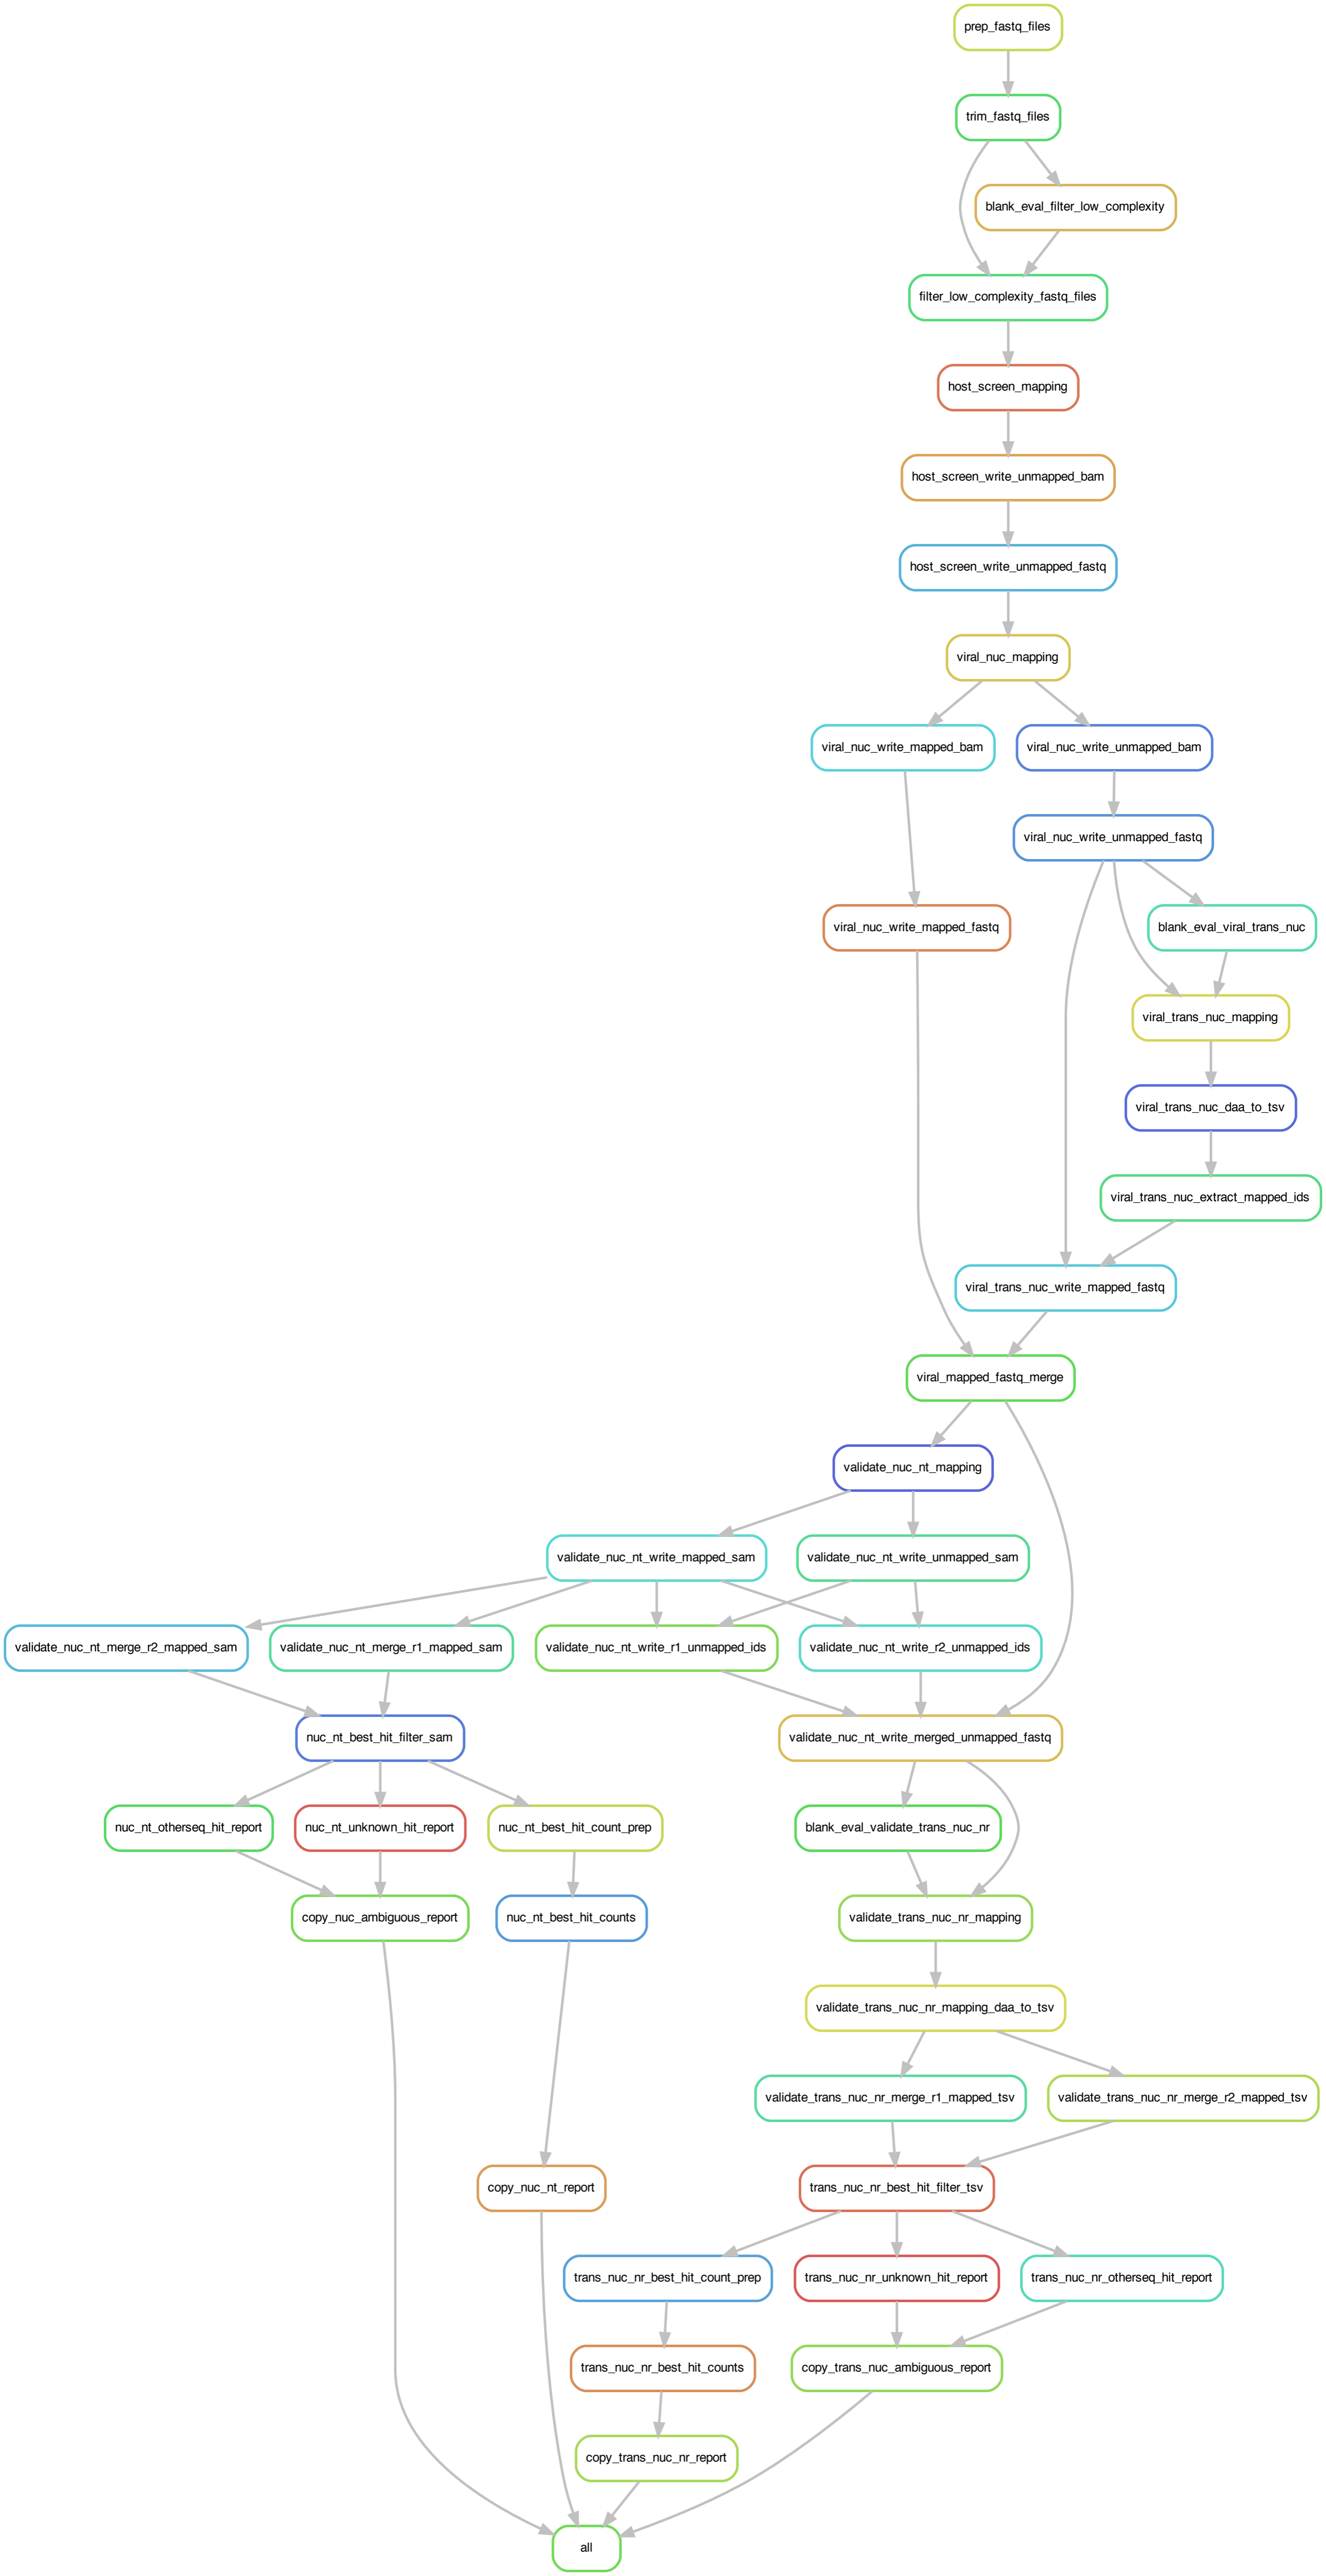 prep_fastq_files
trim_fastq_files
blank_eval_filter_low_complexity
filter_low_complexity_fastq_files
host_screen_mapping
host_screen_write_unmapped_bam
host_screen_write_unmapped_fastq
viral_nuc_mapping
viral_nuc_write_mapped_bam
viral_nuc_write_unmapped_bam
viral_nuc_write_unmapped_fastq
viral_nuc_write_mapped_fastq
blank_eval_viral_trans_nuc
viral_trans_nuc_mapping
viral_trans_nuc_daa_to_tsv
viral_trans_nuc_extract_mapped_ids
viral_trans_nuc_write_mapped_fastq
viral_mapped_fastq_merge
validate_nuc_nt_mapping
validate_nuc_nt_write_mapped_sam
validate_nuc_nt_write_unmapped_sam
validate_nuc_nt_merge_r2_mapped_sam
validate_nuc_nt_merge_r1_mapped_sam
validate_nuc_nt_write_r1_unmapped_ids
validate_nuc_nt_write_r2_unmapped_ids
nuc_nt_best_hit_filter_sam
validate_nuc_nt_write_merged_unmapped_fastq
nuc_nt_otherseq_hit_report
nuc_nt_unknown_hit_report
nuc_nt_best_hit_count_prep
blank_eval_validate_trans_nuc_nr
copy_nuc_ambiguous_report
nuc_nt_best_hit_counts
validate_trans_nuc_nr_mapping
validate_trans_nuc_nr_mapping_daa_to_tsv
validate_trans_nuc_nr_merge_r1_mapped_tsv
validate_trans_nuc_nr_merge_r2_mapped_tsv
copy_nuc_nt_report
trans_nuc_nr_best_hit_filter_tsv
trans_nuc_nr_best_hit_count_prep
trans_nuc_nr_unknown_hit_report
trans_nuc_nr_otherseq_hit_report
trans_nuc_nr_best_hit_counts
copy_trans_nuc_ambiguous_report
copy_trans_nuc_nr_report
all